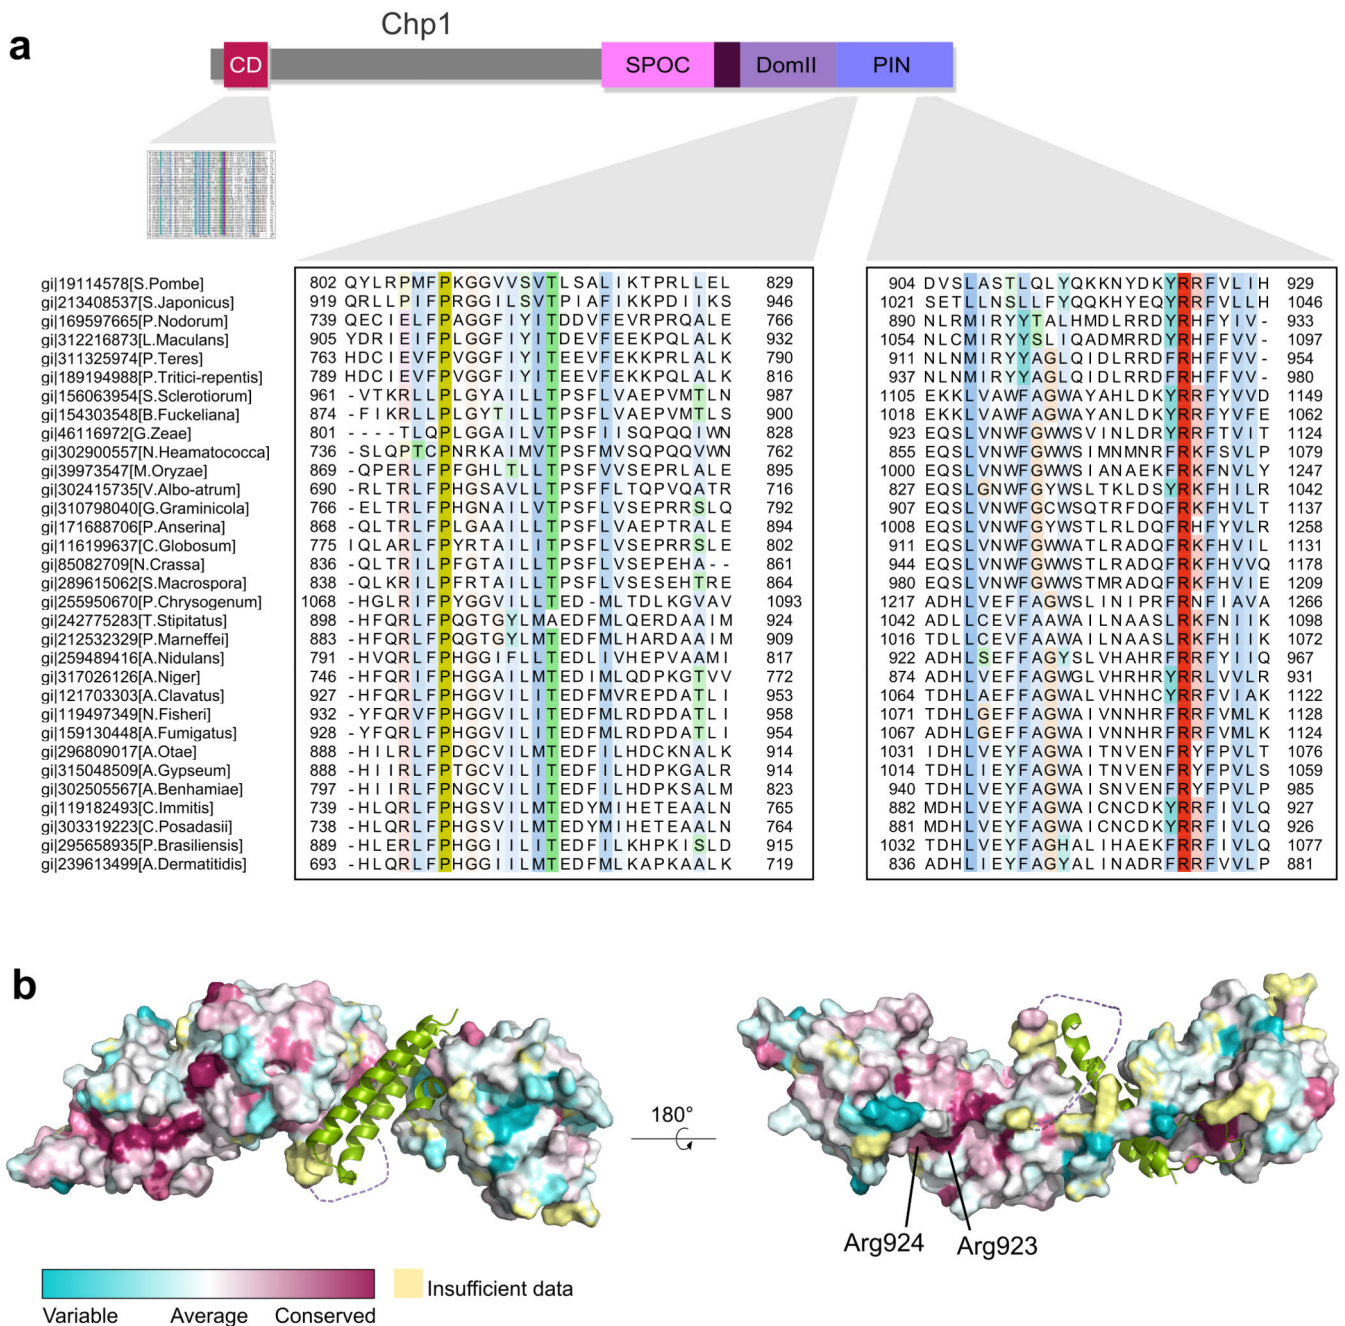 a
Chp1
CD SPOC DomII PIN
gi|19114578[S.Pombe] 802 QYLRPMFPKGGVVSVTLSALIKTPRLLEL 829 904 DVSLASTLQLYQKKNYDKYRRFVLIH 929
gi|213408537[S.Japonicus] 919 QRLLPIFPRGGILSVTPIAFIKKPDIIKS 946 1021 SETLLNSLLFYQQKHYEQYRRFVLLH 1046
gi|169597665[P.Nodorum] 739 QECIELFPAGGFIYITDDVFEVRPRQALE 766 890 NLRMIRYYTALHMDLRRDYRHFYIV- 933
gi|312216873[L.Maculans] 905 YDRIEIFPVGGFIYITDEVFEEKPQLALK 932 1054 NLCMIRYYSLIQADMRRDYRHFFVV- 1097
gi|311325974[P.Teres] 763 HDCIEVFPVGGFIYITEEVFEKKPRLALK 790 911 NLNMIRYYAGLQIDLRRDFRHFFVV- 954
gi|189194988[P.Tritici-repentis] 789 HDCIEVFPVGGFIYITEEVFEKKPQLALK 816 937 NLNMIRYYAGLQIDLRRDFRHFFVV- 980
gi|156063954[S.Sclerotiorum] 961 -VTKRLLPLGYAILLTPSFLVAEPVMTLN 987 1105 EKKLVAWFAGWAYAHLDKYRRFYVVD 1149
gi|154303548[B.Fuckeliana] 874 -FIKRLLPLGYTILLTPSFLVAEPVMTLS 900 1018 EKKLVAWFAGWAYANLDKYRRFYVFE 1062
gi|46116972[G.Zeae] 801 ----TLQPLGGAILVTPSFIISQPQQIWN 828 923 EQSLVNWFGWWSVINLDRYRRFTVIT 1124
gi|302900557[N.Heamatococca] 736 -SLQPTCPNRKAIMVTPSFMVSQPQQVWN 762 855 EQSLVNWFGWWSIMNMNRFRKFSVLP 1079
gi|39973547[M.Oryzae] 869 -QPERLFPFGHLTLLTPSFVVSEPRLALE 895 1000 EQSLVNWFGWWSIANAEKFRKFNVLY 1247
gi|302415735[V.Albo-atrum] 690 -RLTRLFPHGSAVLLTPSFFLTQPVQATR 716 827 EQSLGNWFGYWSLTKLDSYRKFHILR 1042
gi|310798040[G.Graminicola] 766 -ELTRLFPHGNAILVTPSFLVSEPRRSLQ 792 907 EQSLVNWFGCWSQTRFDQFRKFHVLT 1137
gi|171688706[P.Anserina] 868 -QLTRLFPLGAAILITPSFLVAEPTRALE 894 1008 EQSLVNWFGYWSTLRLDQFRHFYVLR 1258
gi|116199637[C.Globosum] 775 IQLARLFPYRTAILITPSFLVSEPRRSLE 802 911 EQSLVNWFGWWATLRADQFRKFHVIL 1131
gi|85082709[N.Crassa] 836 -QLTRILPFGTAILLTPSFLVSEPEHA-- 861 944 EQSLVNWFGWWSTLRADQFRKFHVVQ 1178
gi|289615062[S.Macrospora] 838 -QLKRILPFRTAILLTPSFLVSESEHTRE 864 980 EQSLVNWFGWWSTMRADQFRKFHVIE 1209
gi|255950670[P.Chrysogenum] 1068 -HGLRIFPYGGVILLTED-MLTDLKGVAV 1093 1217 ADHLVEFFAGWSLINIPRFRNFIAVA 1266
gi|242775283[T.Stipitatus] 898 -HFQRLFPQGTGYLMAEDFMLQERDAAIM 924 1042 ADLLCEFFAAWAILNAASLRKFNIIK 1098
gi|212532329[P.Marneffei] 883 -HFQRLFPQGTGYLMTEDFMLHARDAAIM 909 1016 TDMLCEVFAAWAILNAASLRKFHIIK 1072
gi|259489416[A.Nidulans] 791 -HVQRLFPHGGIFLLTEDLIVHEPVAAMI 817 922 ADHLSEFFAGYSLVHAHRFRRFYIIQ 967
gi|317026126[A.Niger] 746 -HFQRIFPHGGAILMTEDIMLQDPKGTVV 772 874 ADHLVEFFVGWGLVHRHRYRRLFVVLR 931
gi|121703303[A.Clavatus] 927 -HFQRLFPHGGVILITEDFMVREPDATLI 953 1064 TDHLAEFFAGWALVHNHCYRRLFVIAK 1122
gi|119497349[N.Fisheri] 932 -YFQRVFPHGGVILITEDFMLRDPDATLI 958 1071 TDHLGEFFAGWAIVNNHRFRRFVMLK 1128
gi|159130448[A.Fumigatus] 928 -YFQRLFPHGGVILITEDFMLRDPDATLI 954 1067 ADHLGEFFAGWAIVNNHRFRRFVMLK 1124
gi|296809017[A.Otae] 888 -HILRLFPDGCVILMTEDFILHDCKNALK 914 1031 IDHLVEYFAGWAITNVENFRYFPVLT 1076
gi|315048509[A.Gypseum] 888 -HIIRLFPTGCVILITEDFILHDPKGALR 914 1014 TDHLIEYFAGWAITNVENFRYFPVLS 1059
gi|302505567[A.Benhamiae] 797 -HIIRLFPNGCVILMTEDFILHDPKSALM 823 940 TDHLVEYFAGWAISNVENFRYFPVLP 985
gi|119182493[C.Immitis] 739 -HLQRLFPHGSVILMTEDYMIHETEAALN 765 882 MDHLVEYFAGWAICNCDKYRRFIVLQ 927
gi|303319223[C.Posadasii] 738 -HLQRLFPHGSVILMTEDYMIHETEAALN 764 881 MDHLVEYFAGWAICNCDKYRRFIVLQ 926
gi|295658935[P.Brasiliensis] 889 -HLERLFPHGGIILMTEDFILKHPKISLD 915 1032 TDHLVEYFAGHALIHAEKFRRFIVLQ 1077
gi|239613499[A.Dermatitidis] 693 -HLQRLFPHGGIILMTEDFMLKAPKAALK 719 836 ADHLIEYFAGYALINADRFRRFVVLP 881
b
180°
Arg924 Arg923
Variable Average Conserved Insufficient data